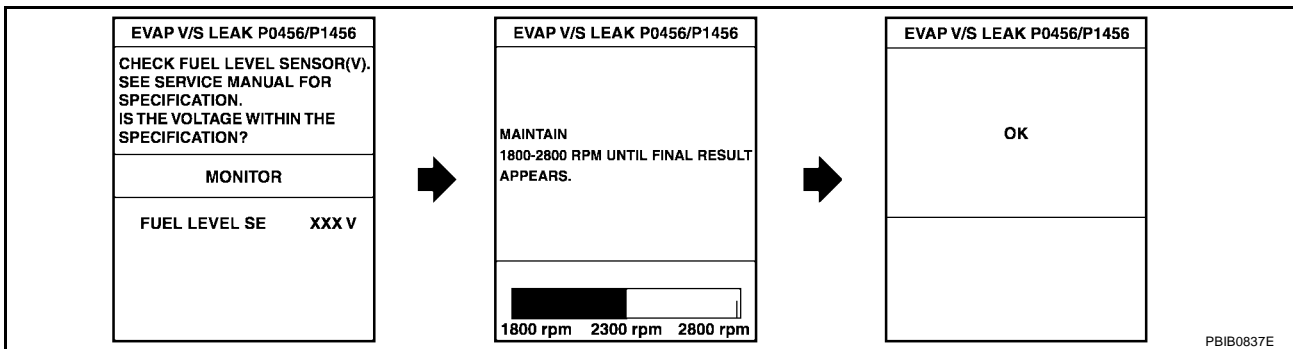 EVAP V/S LEAK P0456/P1456
CHECK FUEL LEVEL SENSOR(V).
SEE SERVICE MANUAL FOR
SPECIFICATION.
IS THE VOLTAGE WITHIN THE
SPECIFICATION?
MONITOR
FUEL LEVEL SE XXX V
EVAP V/S LEAK P0456/P1456
MAINTAIN
1800-2800 RPM UNTIL FINAL RESULT
APPEARS.
1800 rpm 2300 rpm 2800 rpm
EVAP V/S LEAK P0456/P1456
OK
PBIB0837E